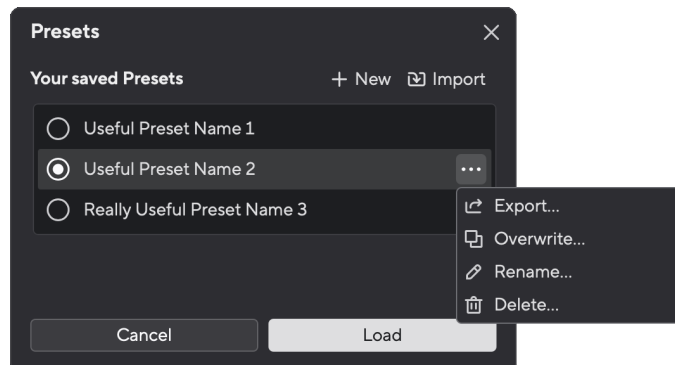 Presets
Your saved Presets
New Import
Useful Preset Name 1
Useful Preset Name 2
Really Useful Preset Name 3
Export...
Overwrite...
Rename...
Delete...
Cancel
Load